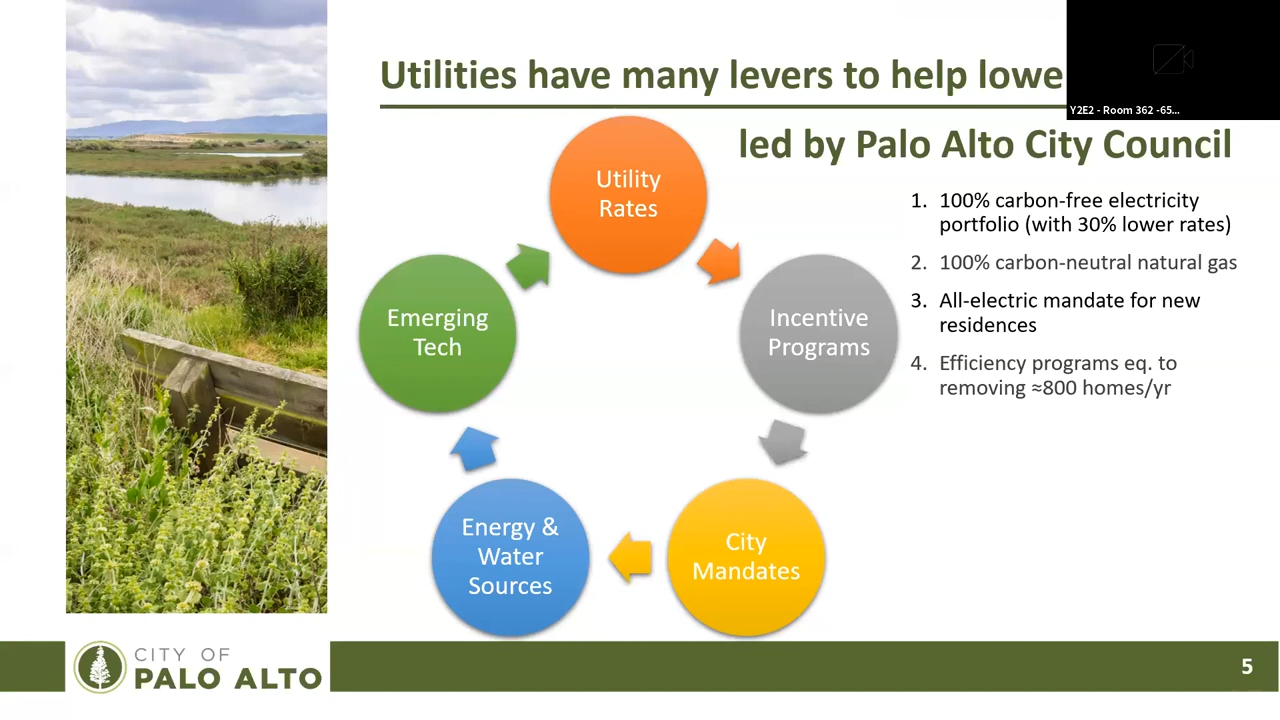 Utilities have many levers to help lowe
Y2E2 - Room 362 -65...
led by Palo Alto City Council
Utility
Rates
1. 100% carbon-free electricity
portfolio (with 30% lower rates)
2. 100% carbon-neutral natural gas
3. All-electric mandate for new
residences
4. Efficiency programs eq. to
removing ≈800 homes/yr
Emerging
Tech
Incentive
Programs
Energy &
Water
Sources
City
Mandates
CITY OF
PALO ALTO
5